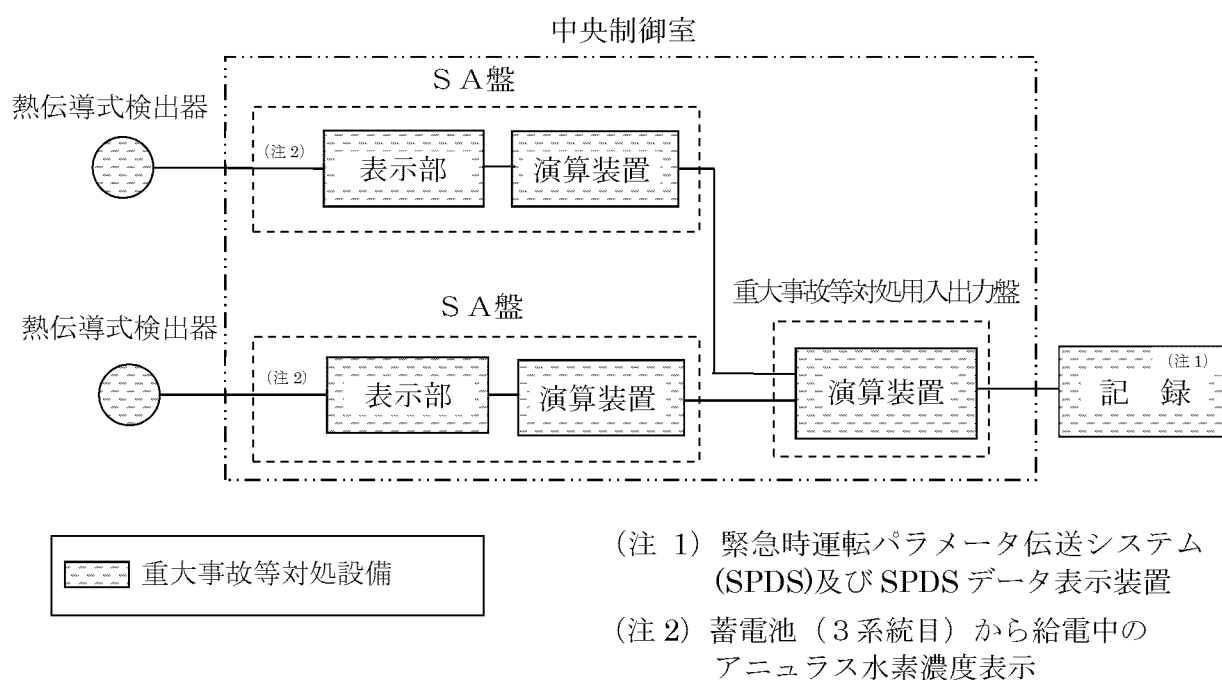 中央制御室
ＳＡ盤
熱伝導式検出器
(注 2)
表示部
演算装置
ＳＡ盤
重大事故等対処用入出力盤
熱伝導式検出器
(注 2)
表示部
演算装置
演算装置
(注 1)
記　録
重大事故等対処設備
(注 1) 緊急時運転パラメータ伝送システム
(SPDS)及び SPDS データ表示装置
(注 2) 蓄電池（３系統目）から給電中の
アニュラス水素濃度表示